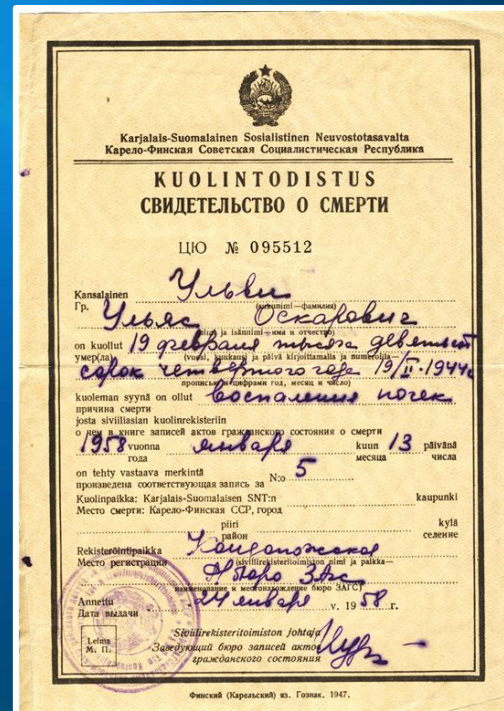 Karjalais-Suomalainen Sosialistinen Neuvostotasavalta
Карело-Финская Советская Социалистическая Республика
KUOLINTODISTUS
СВИДЕТЕЛЬСТВО О СМЕРТИ
ЦЮ № 095512
Kansalainen Ульви
Гр. (sukunimi—фамилия)
Ульяс Оскарович
(nimi ja isännimi—имя и отчество)
on kuollut 19 февраля тысяча девятьсот
умер(ла) (vuosi, kuukausi ja päivä kirjoittamalla ja numeroilla—
сорок четвертого года 19/II-1944г
прописью и цифрами год, месяц и число)
kuoleman syynä on ollut воспаление почек
причина смерти
josta siviiliasian kuolinrekisteriin
о чем в книге записей актов гражданского состояния о смерти
1958 vuonna января kuun 13 päivänä
года месяца числа
on tehty vastaava merkintä N:o 5
произведена соответствующая запись за
Kuolinpaikka: Karjalais-Suomalaisen SNT:n kaupunki
Место смерти: Карело-Финская ССР, город
piiri kylä
район селение
Rekisteröintipaikka Кондопожское
Место регистрации (siviilirekisteritoimiston nimi ja paikka—
бюро ЗАГС
наименование и местонахождение бюро ЗАГС)
Annettu 24 января v. 1958 г.
Дата выдачи
Siviilirekisteritoimiston johtaja
Leima
М. П.
Заведующий бюро записей актов
гражданского состояния
Финский (Карельский) яз. Гознак. 1947.